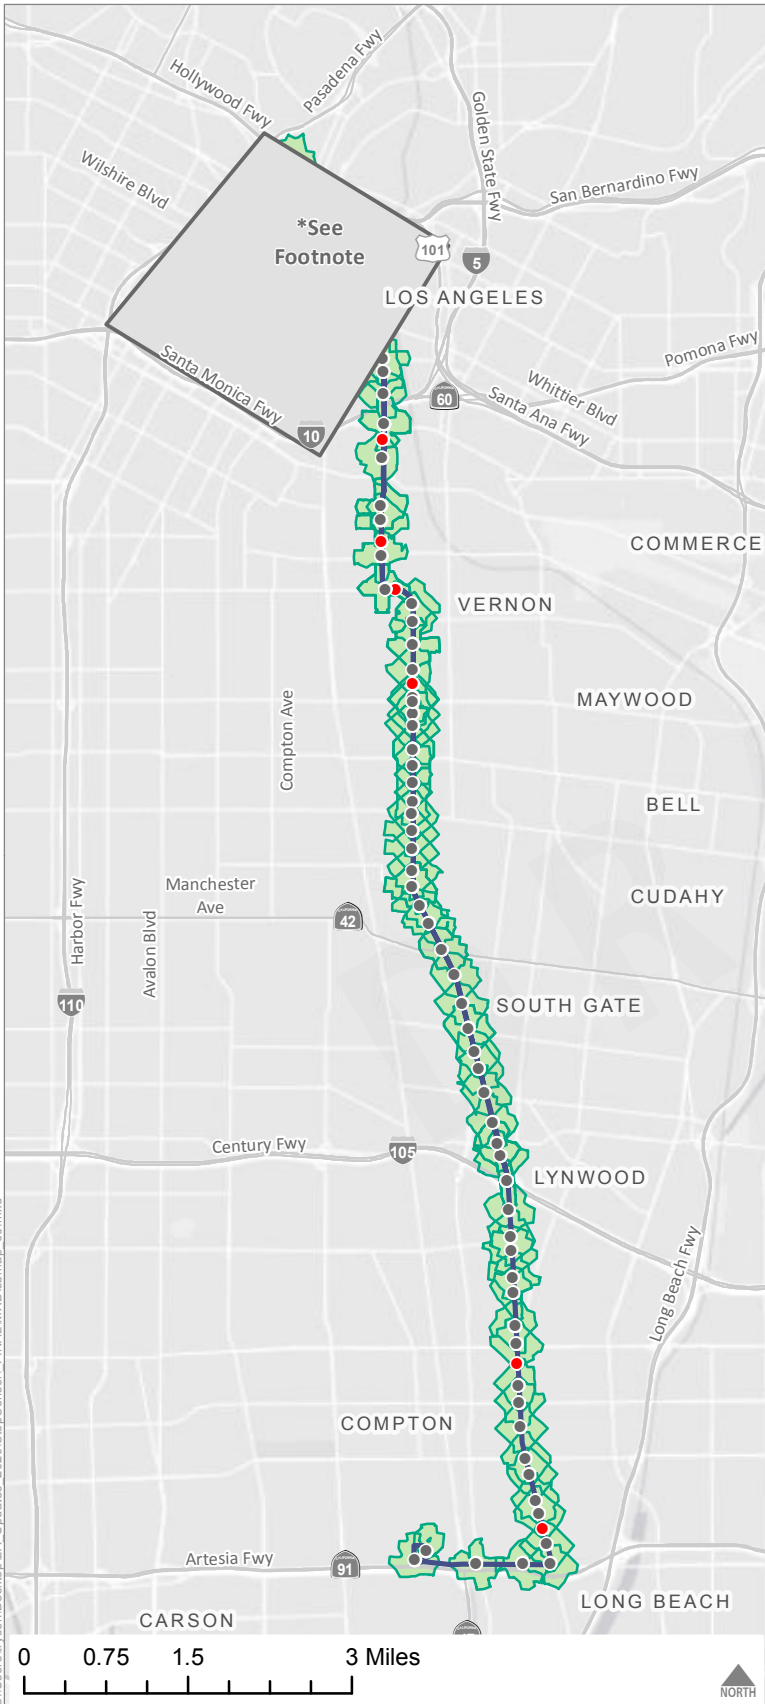 Hollywood Fwy
Pasadena Fwy
Golden State Fwy
Wilshire Blvd
San Bernardino Fwy
*See
Footnote
101
5
LOS ANGELES
Santa Monica Fwy
Pomona Fwy
Whittier Blvd
60
Santa Ana Fwy
10
COMMERCE
VERNON
MAYWOOD
Compton Ave
BELL
Manchester
Ave
CUDAHY
42
Harbor Fwy
Avalon Blvd
110
SOUTH GATE
Century Fwy
105
LYNWOOD
Long Beach Fwy
COMPTON
Artesia Fwy
91
LONG BEACH
CARSON
0 0.75 1.5 3 Miles
NORTH